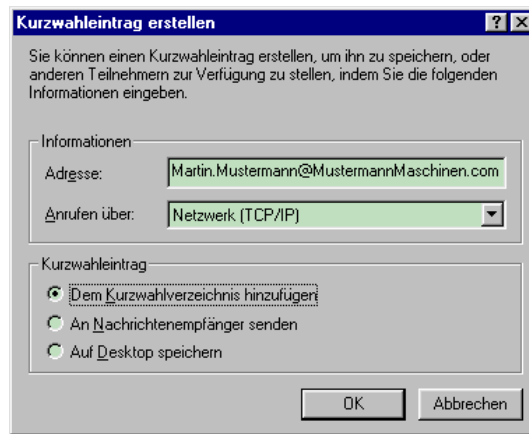 Kurzwahleintrag erstellen
Sie können einen Kurzwahleintrag erstellen, um ihn zu speichern, oder
anderen Teilnehmern zur Verfügung zu stellen, indem Sie die folgenden
Informationen eingeben.
Informationen
Adresse:
Martin.Mustermann@MustermannMaschinen.com
Anrufen über:
Netzwerk (TCP/IP)
Kurzwahleintrag
Dem Kurzwahlverzeichnis hinzufügen
An Nachrichtenempfänger senden
Auf Desktop speichern
OK
Abbrechen